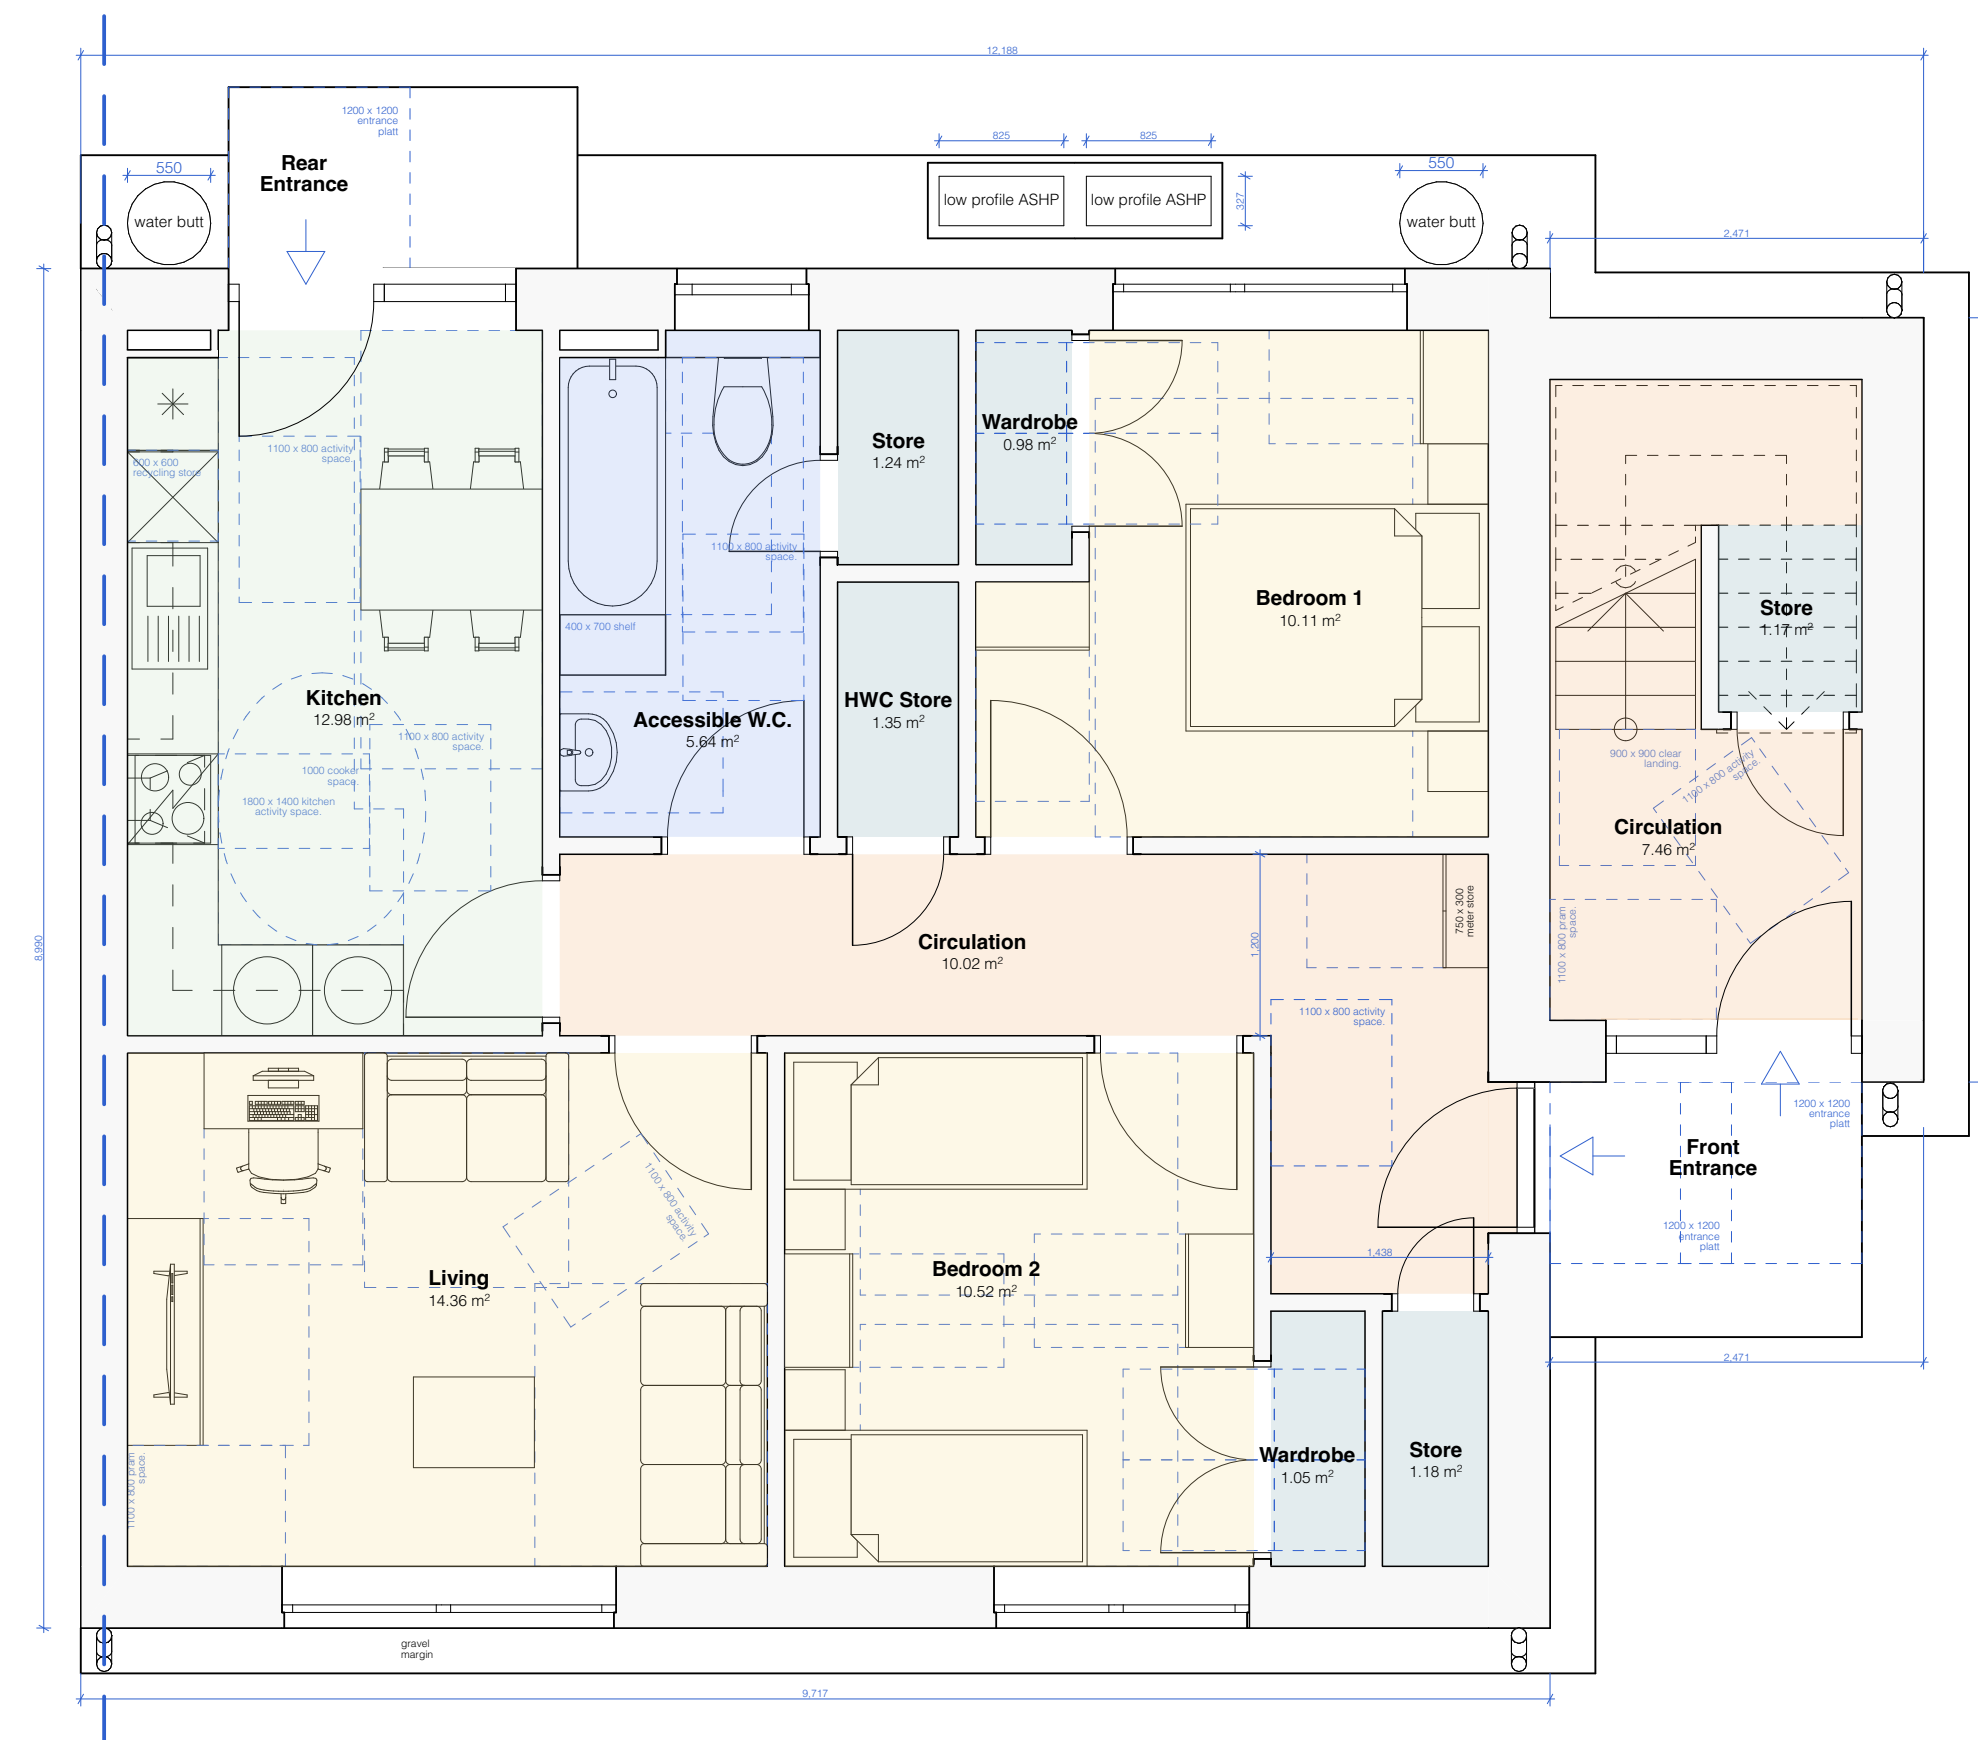 12,188
1200 x 1200
entrance
platt
Rear
Entrance
825
825
550
water butt
low profile ASHP
low profile ASHP
327
550
water butt
2,471
8,990
600 x 600
recycling store
1100 x 800 activity
space.
Kitchen
12.98 m²
1100 x 800 activity
space.
1000 cooker
space.
1800 x 1400 kitchen
activity space.
1100 x 800 activity
space.
400 x 700 shelf
Accessible W.C.
5.64 m²
Store
1.24 m²
HWC Store
1.35 m²
Wardrobe
0.98 m²
Bedroom 1
10.11 m²
Store
1.17 m²
900 x 900 clear
landing.
1100 x 800 activity
space.
Circulation
7.46 m²
1100 x 800 pram
space.
Circulation
10.02 m²
1,200
750 x 300
meter store
1100 x 800 activity
space.
1200 x 1200
entrance
platt
Front
Entrance
1200 x 1200
entrance
platt
1,438
2,471
1100 x 800 activity
space.
Living
14.36 m²
1100 x 800 pram
space.
Bedroom 2
10.52 m²
Wardrobe
1.05 m²
Store
1.18 m²
gravel
margin
9,717